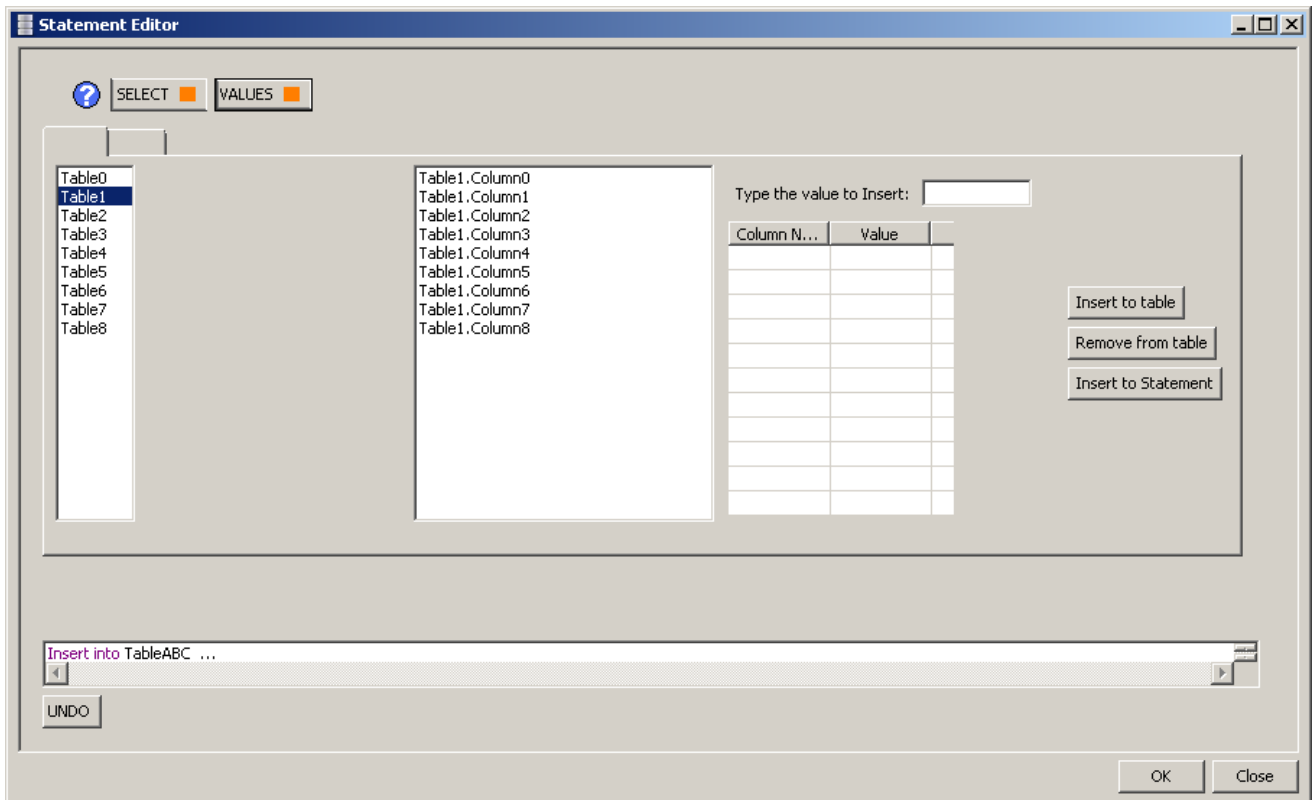 Statement Editor
SELECT
VALUES
Table0
Table1
Table2
Table3
Table4
Table5
Table6
Table7
Table8
Table1.Column0
Table1.Column1
Table1.Column2
Table1.Column3
Table1.Column4
Table1.Column5
Table1.Column6
Table1.Column7
Table1.Column8
Type the value to Insert:
Column N... Value
Insert to table
Remove from table
Insert to Statement
Insert into TableABC ...
UNDO
OK
Close